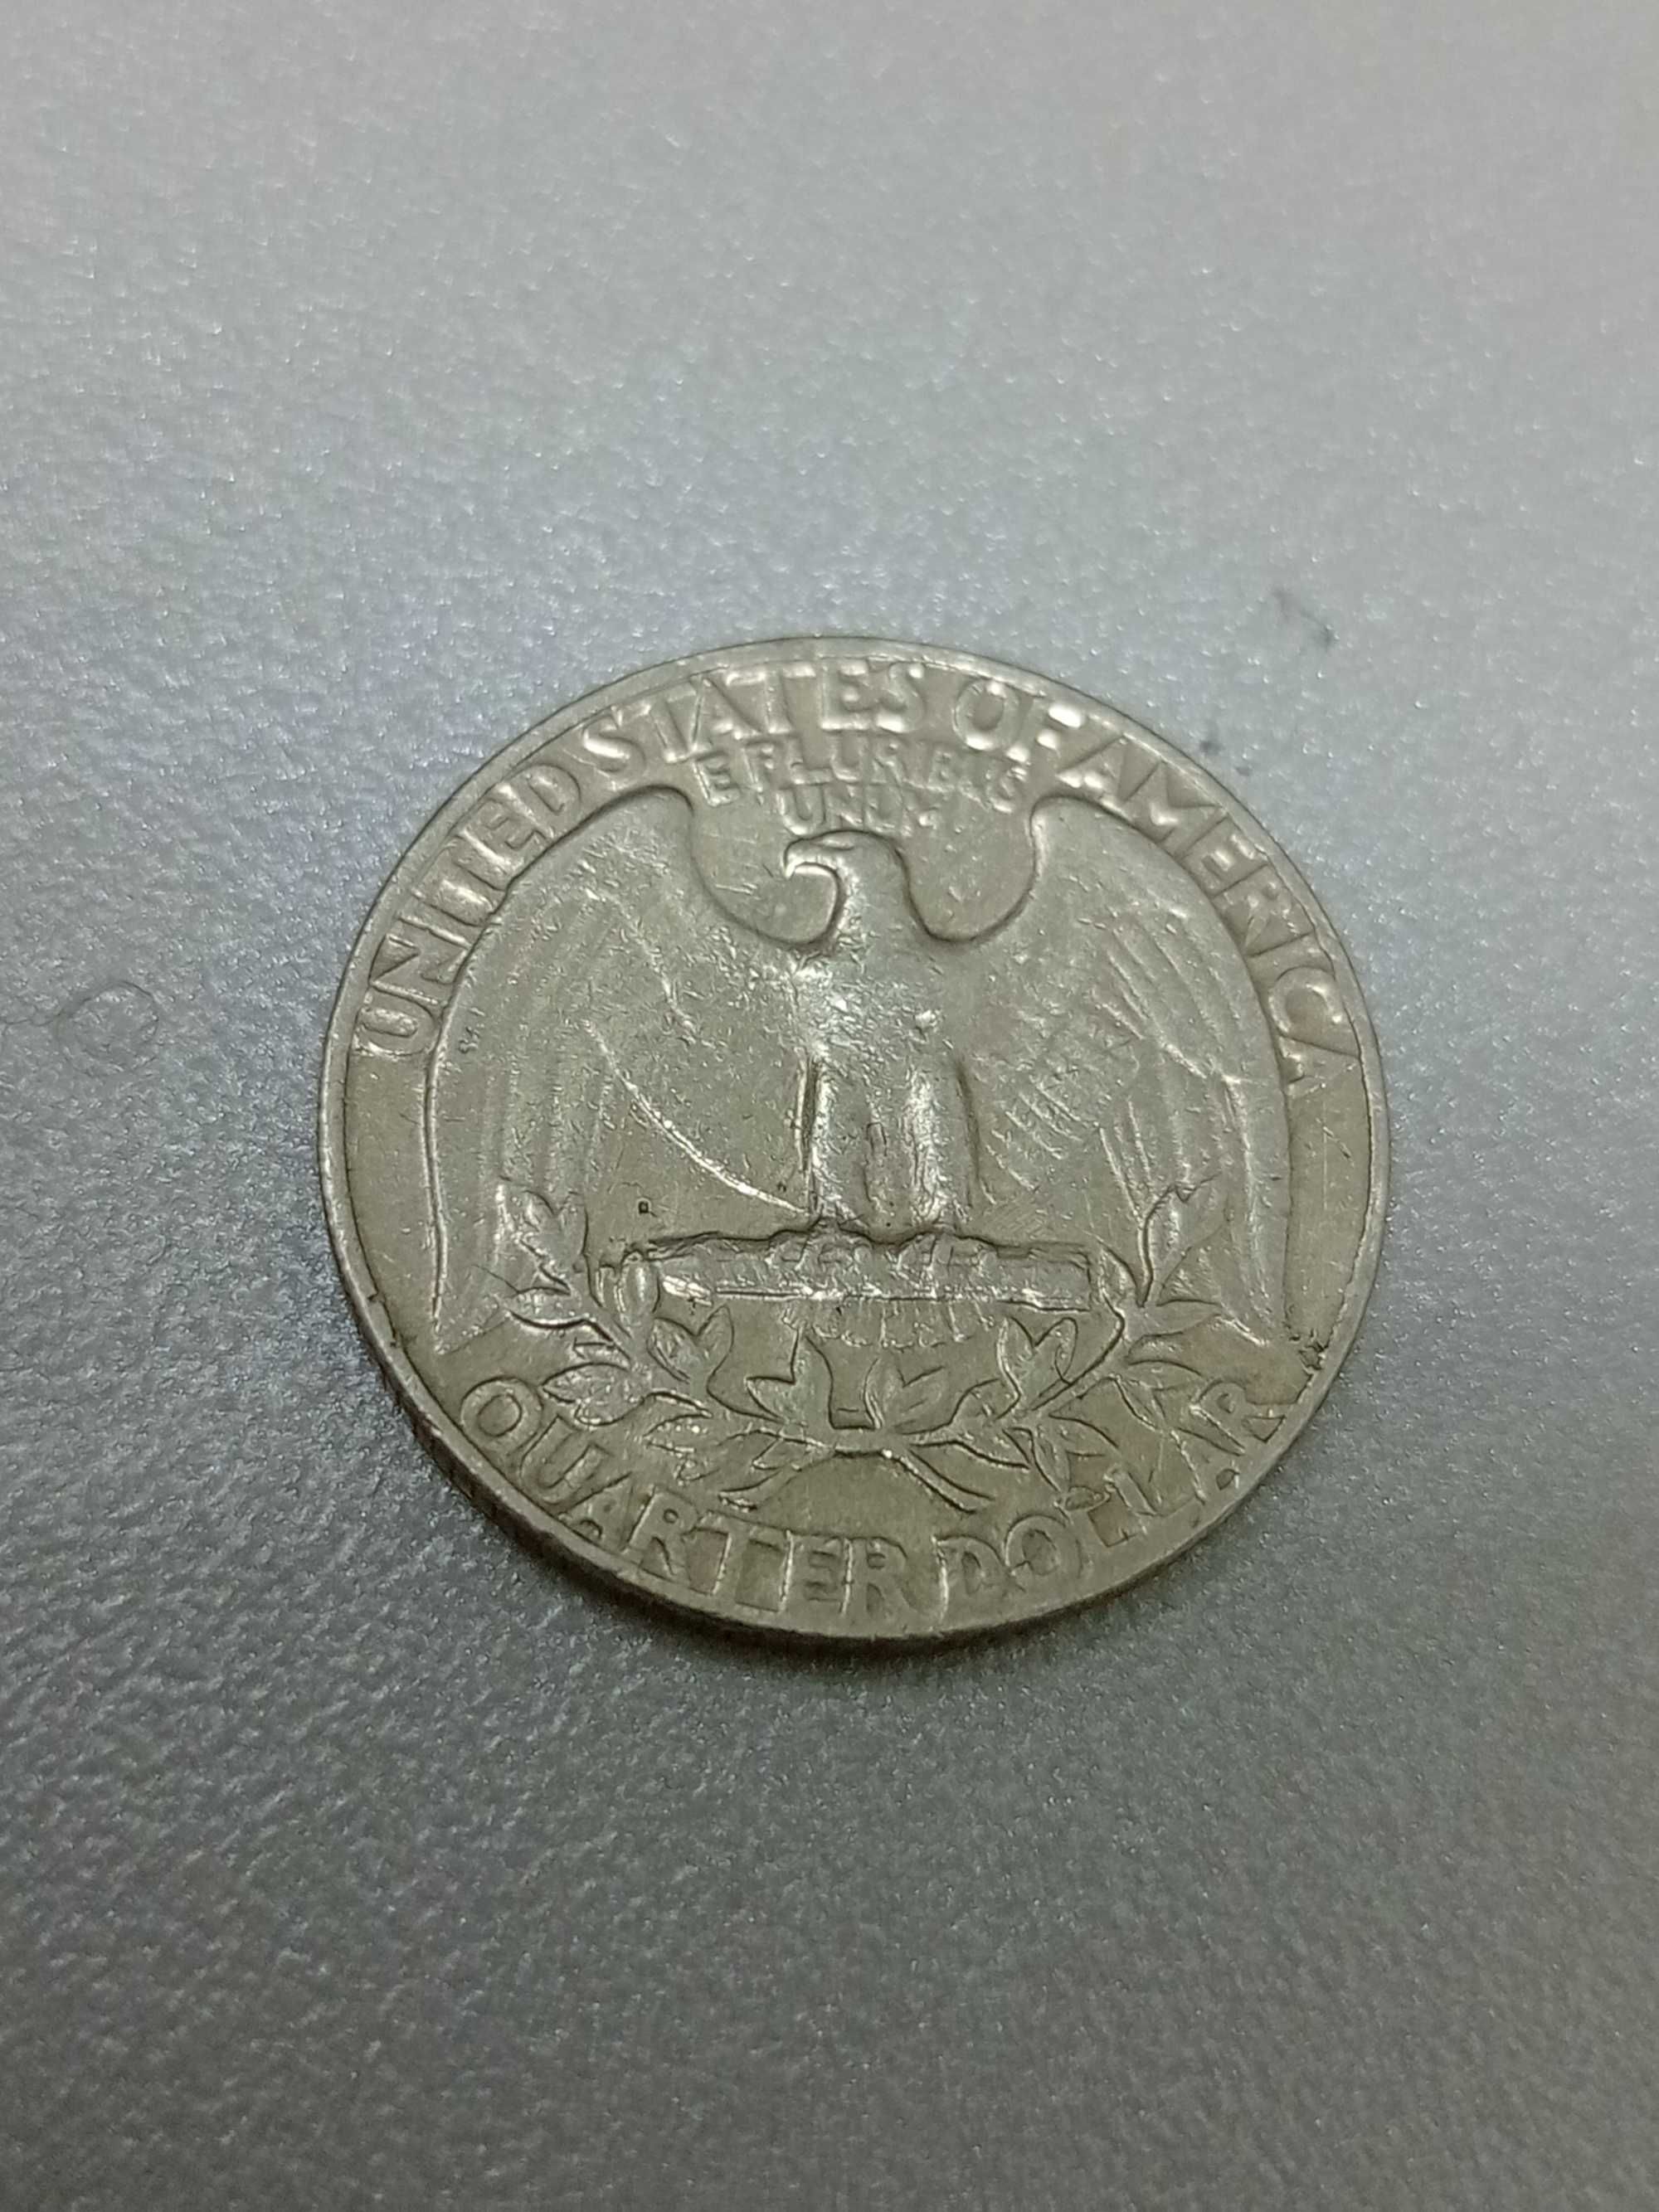 UNITED STATES OF AMERICA
E PLURIBUS
UNUM
QUARTER DOLLAR